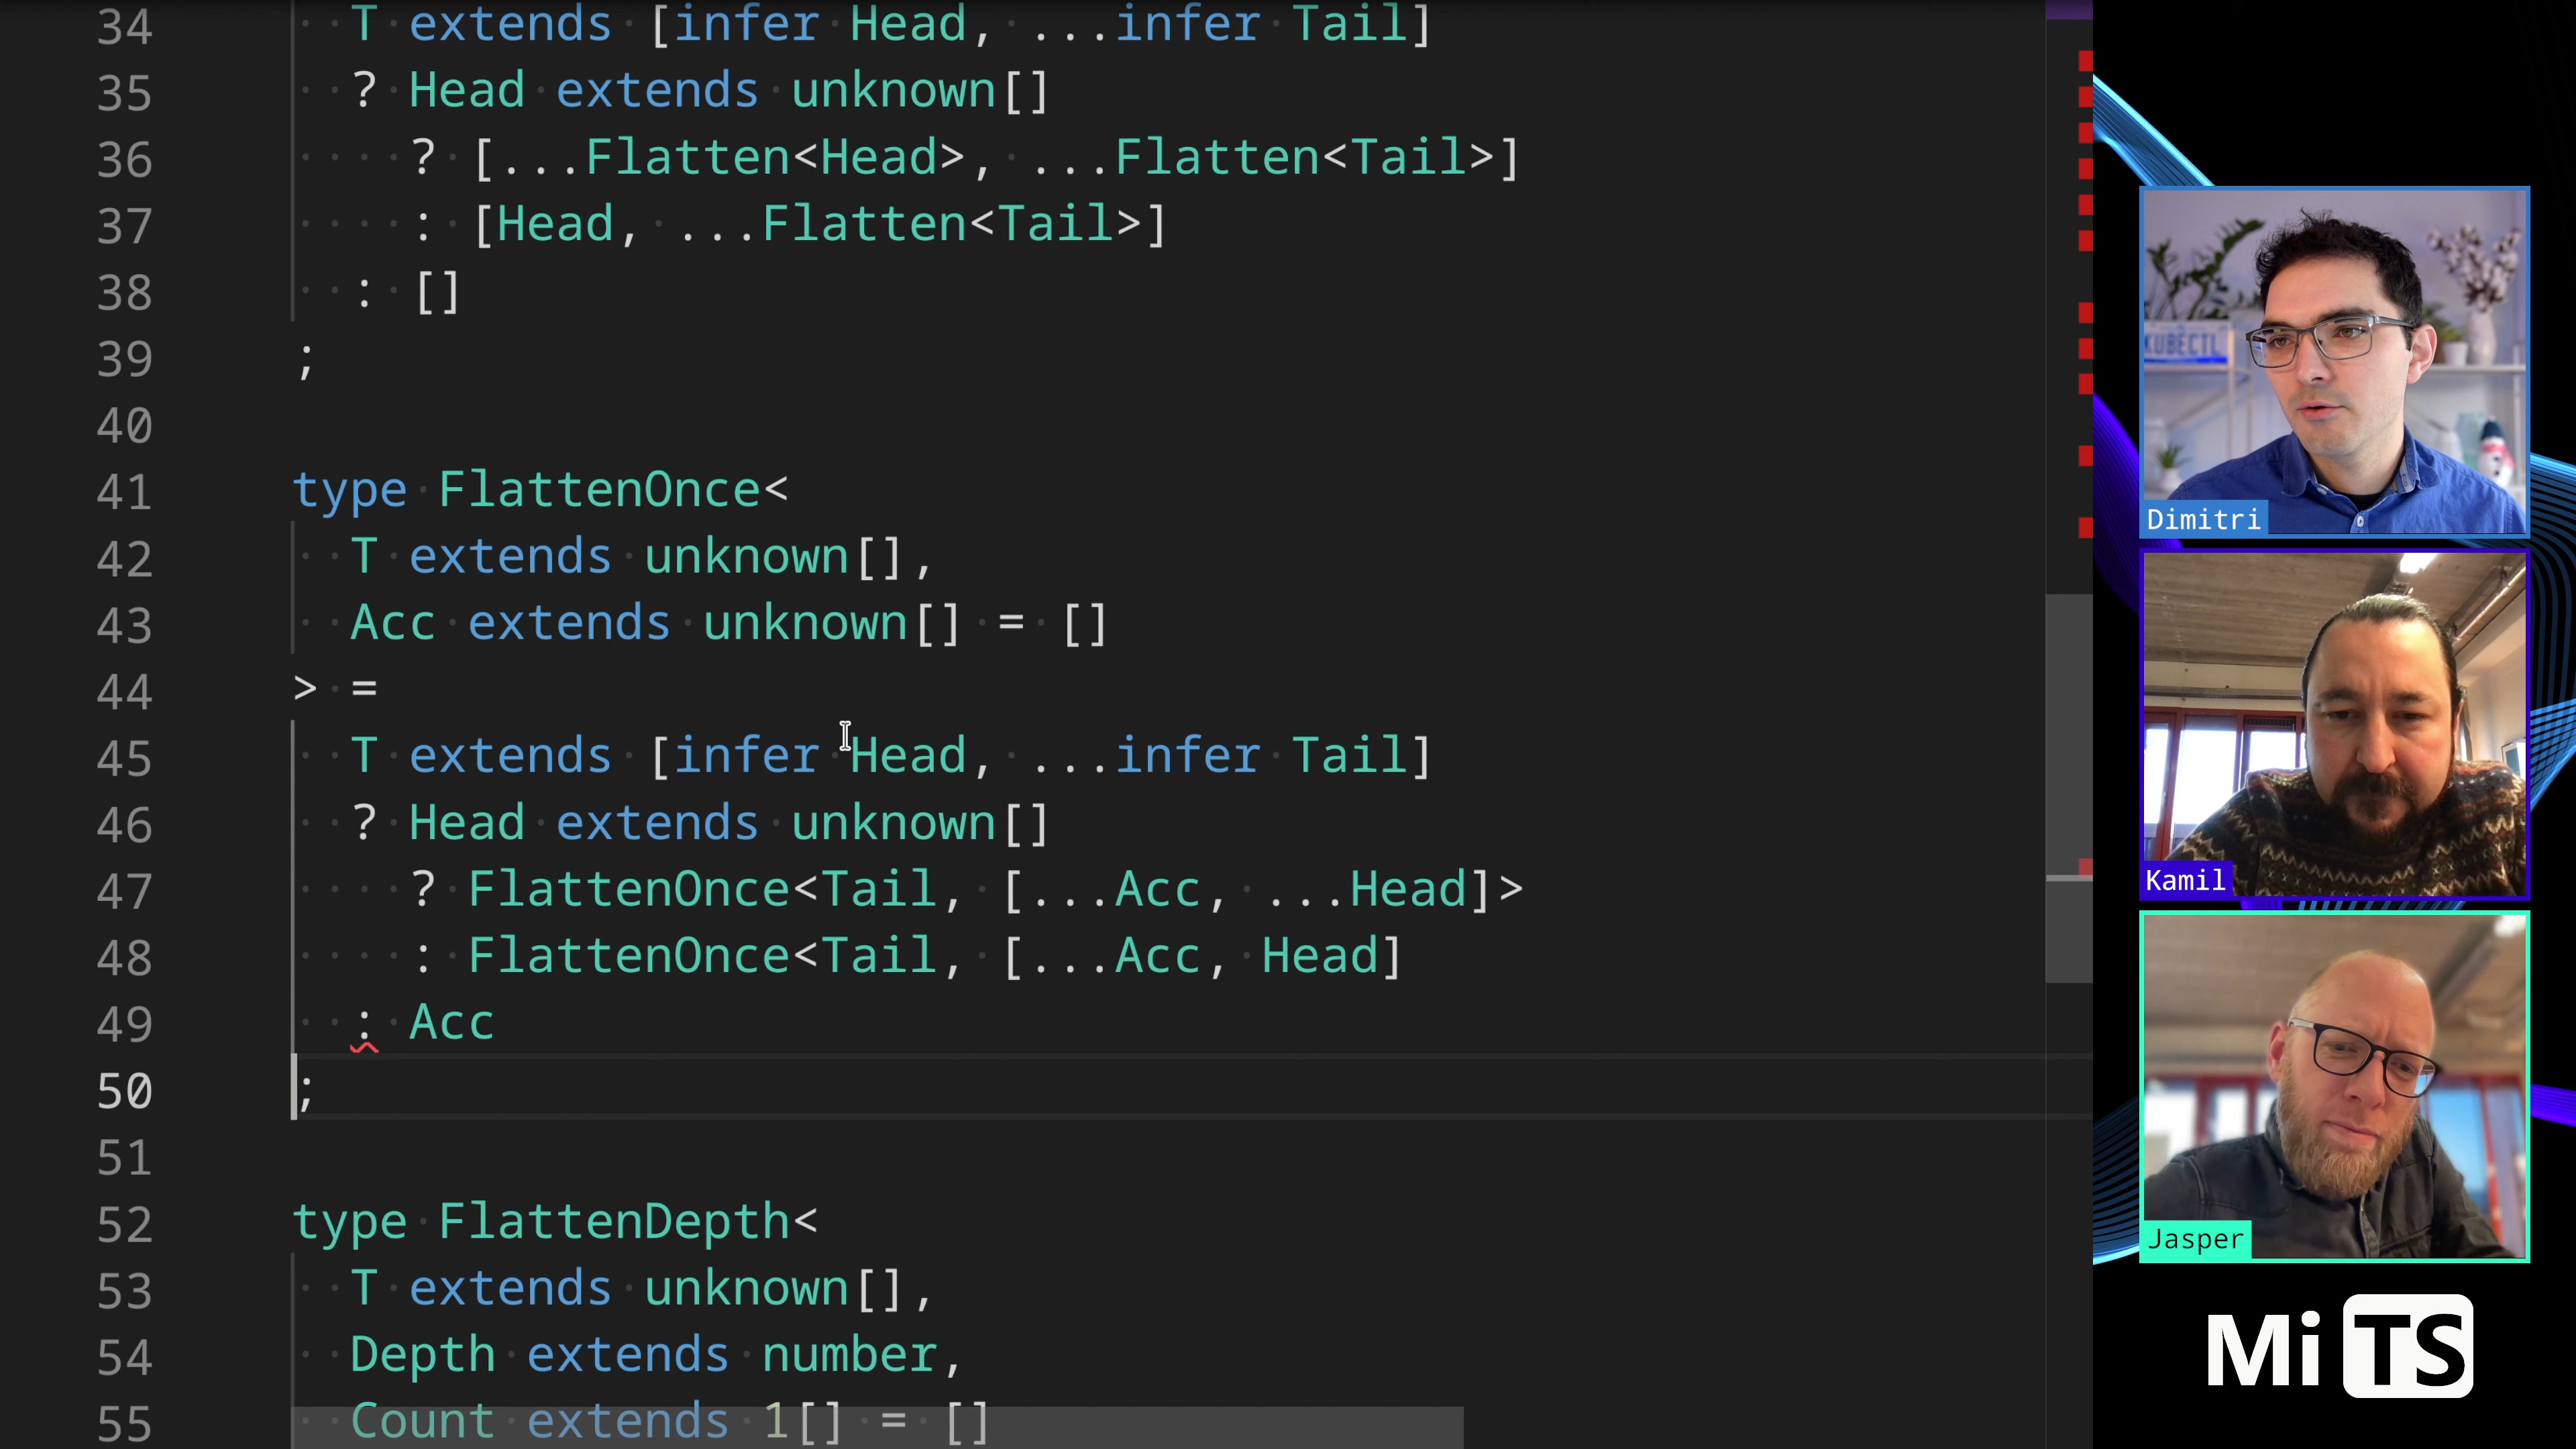 34 T extends [infer Head, ...infer Tail]
35 ? Head extends unknown[]
36 ? [...Flatten<Head>, ...Flatten<Tail>]
37 : [Head, ...Flatten<Tail>]
38 : []
39 ;
40
41 type FlattenOnce<
42 T extends unknown[],
43 Acc extends unknown[] = []
44 > =
45 T extends [infer Head, ...infer Tail]
46 ? Head extends unknown[]
47 ? FlattenOnce<Tail, [...Acc, ...Head]>
48 : FlattenOnce<Tail, [...Acc, Head]
49 : Acc
50 ;
51
52 type FlattenDepth<
53 T extends unknown[],
54 Depth extends number,
55 Count extends 1[] = []
KUBECTL
Dimitri
Kamil
Jasper
MiTS